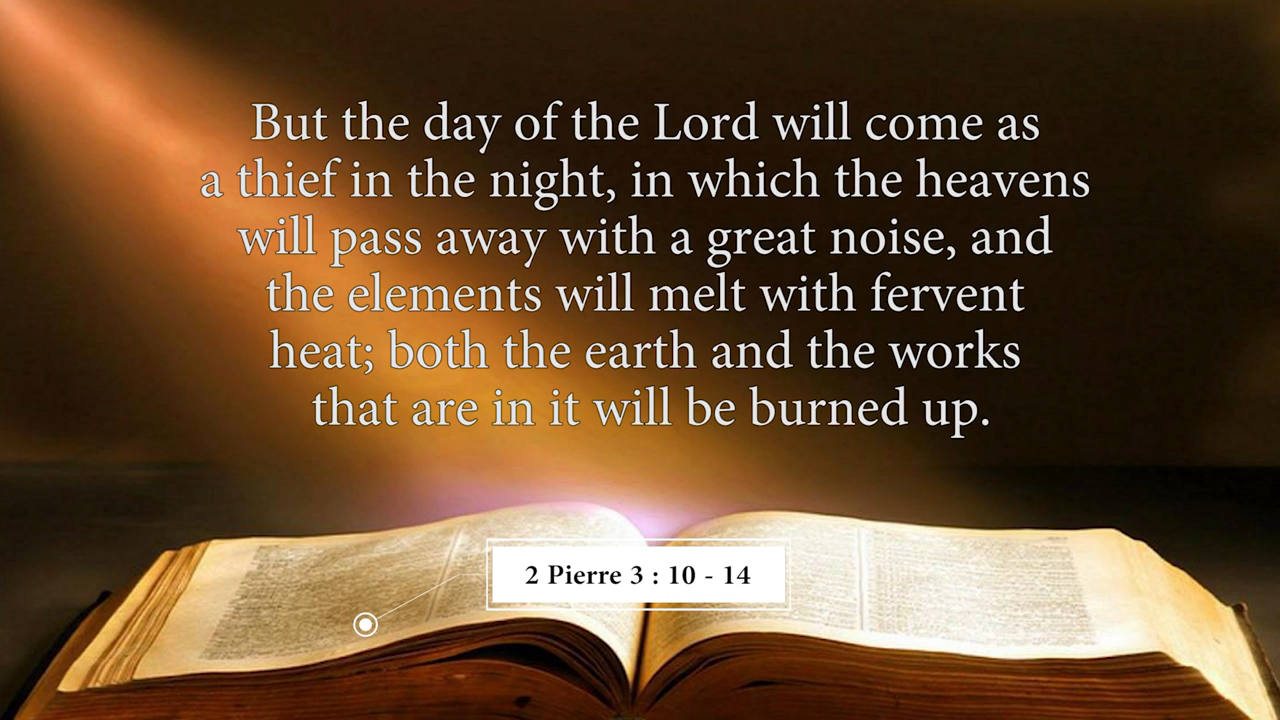 But the day of the Lord will come as
a thief in the night, in which the heavens
will pass away with a great noise, and
the elements will melt with fervent
heat; both the earth and the works
that are in it will be burned up.
2 Pierre 3 : 10 - 14